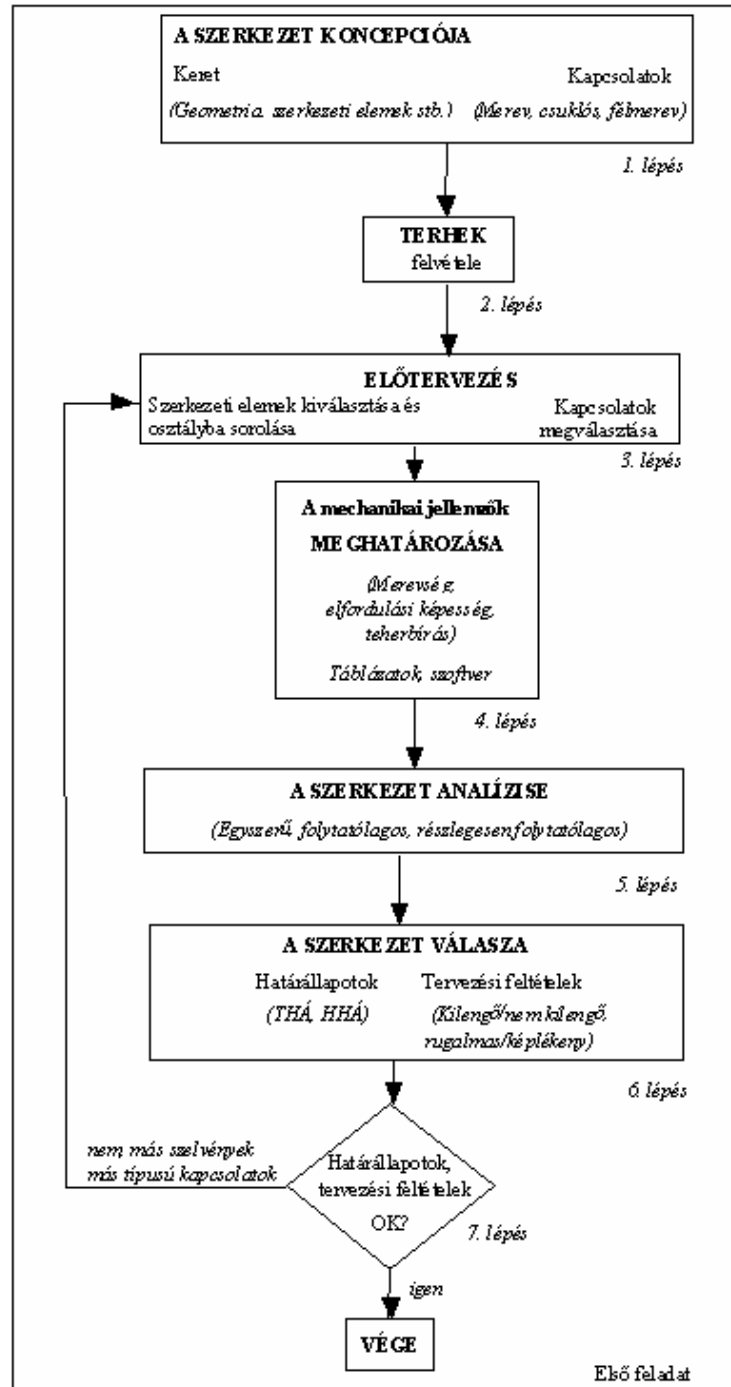 A SZERKEZET KONCEPCIÓJA
Keret Kapcsolatok
(Geometria, szerkezeti elemek stb.) (Merev, csuklós, félmerev)
1. lépés
TERHEK
felvétele
2. lépés
ELŐTERVEZÉS
Szerkezeti elemek kiválasztása és
osztályba sorolása
Kapcsolatok
megválasztása
3. lépés
A mechanikai jellemzők
MEGHATÁROZÁSA
(Merevség,
elfordulási képesség,
teherbírás)
Táblázatok, szoftver
4. lépés
A SZERKEZET ANALÍZISE
(Egyszerű, folytatólagos, részlegesen folytatólagos)
5. lépés
A SZERKEZET VÁLASZA
Határállapotok Tervezési feltételek
(THÁ, HHÁ) (Kilengő/nem kilengő,
rugalmas/képlékeny)
6. lépés
nem, más szelvények
más típusú kapcsolatok
Határállapotok,
tervezési feltételek
OK?
7. lépés
igen
VÉGE
Első feladat